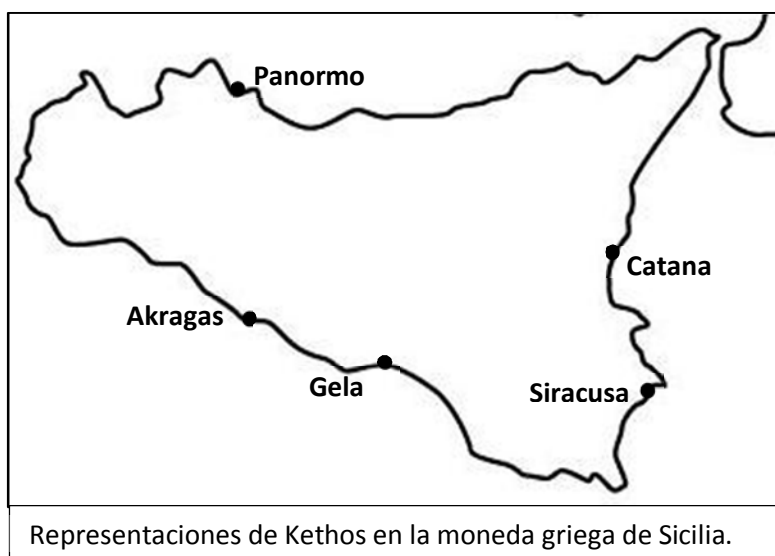 Panormo
Catana
Akragas
Gela
Siracusa
Representaciones de Kethos en la moneda griega de Sicilia.